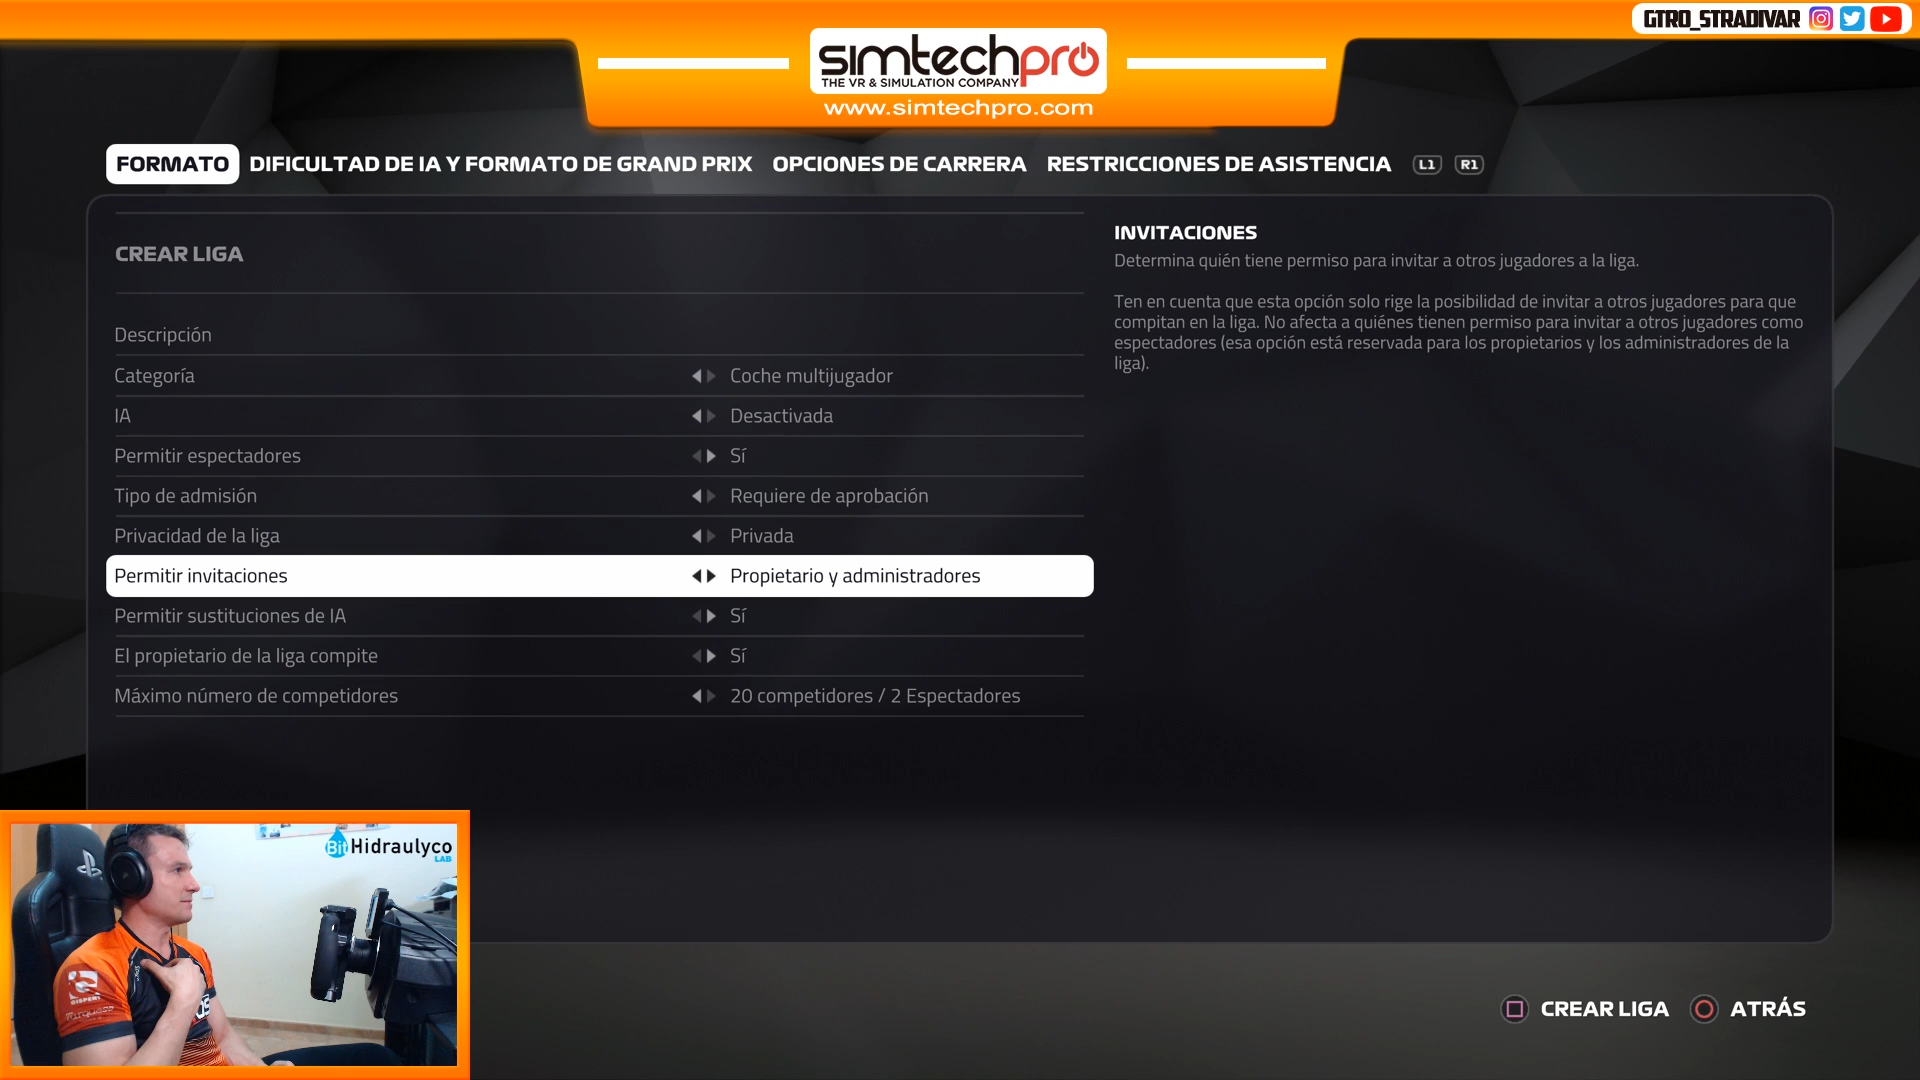 GTRO_STRADIVAR
simtechpro
THE VR & SIMULATION COMPANY
www.simtechpro.com
FORMATO DIFICULTAD DE IA Y FORMATO DE GRAND PRIX OPCIONES DE CARRERA RESTRICCIONES DE ASISTENCIA L1 R1
CREAR LIGA
Descripción
Categoría Coche multijugador
IA Desactivada
Permitir espectadores Sí
Tipo de admisión Requiere de aprobación
Privacidad de la liga Privada
Permitir invitaciones Propietario y administradores
Permitir sustituciones de IA Sí
El propietario de la liga compite Sí
Máximo número de competidores 20 competidores / 2 Espectadores
INVITACIONES
Determina quién tiene permiso para invitar a otros jugadores a la liga.
Ten en cuenta que esta opción solo rige la posibilidad de invitar a otros jugadores para que
compitan en la liga. No afecta a quiénes tienen permiso para invitar a otros jugadores como
espectadores (esa opción está reservada para los propietarios y los administradores de la
liga).
BitHidraulyco
LAB
CREAR LIGA ATRÁS